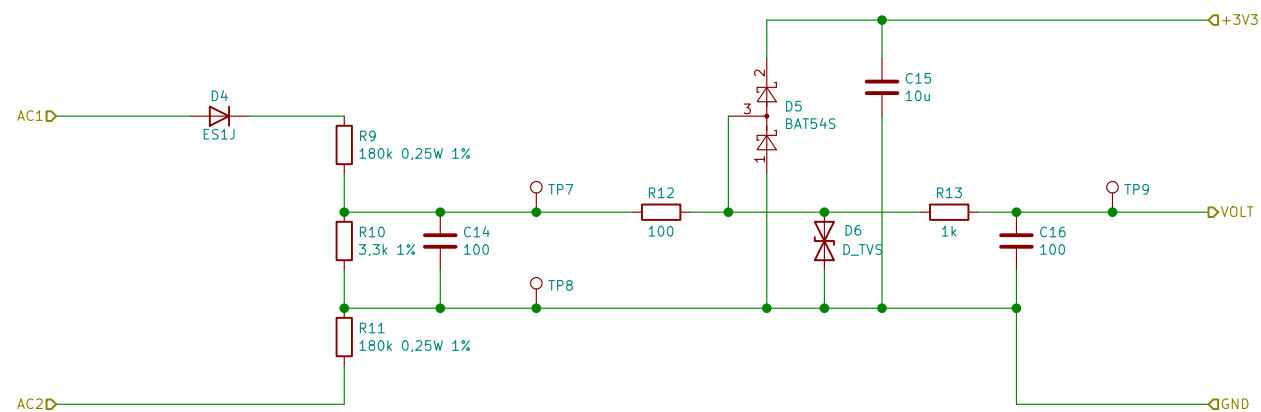 +3V3
2
C15
10u
D4
3
D5
BAT54S
AC1
ES1J
R9
180k 0,25W 1%
1
TP7
R12
R13
TP9
VOLT
100
1k
R10
3,3k 1%
C14
100
D6
D_TVS
C16
100
TP8
R11
180k 0,25W 1%
AC2
GND